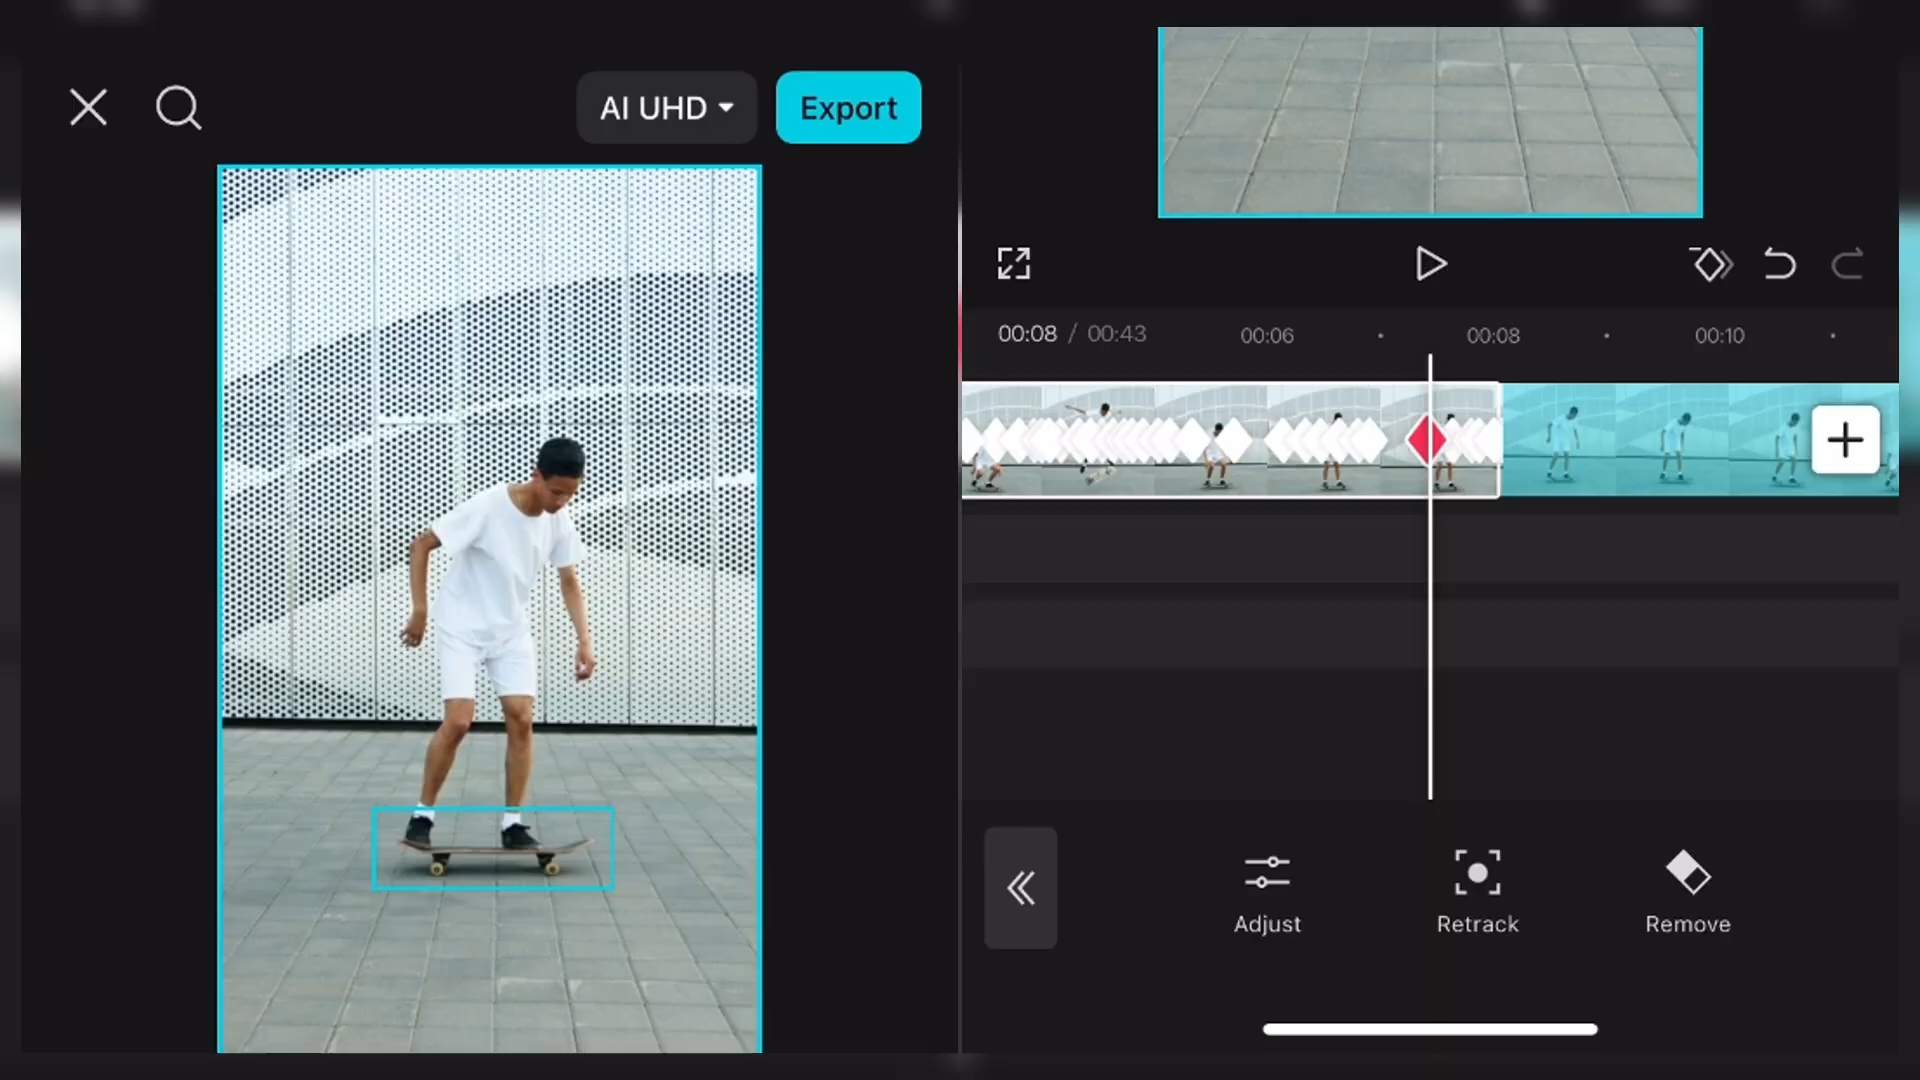 AI UHD
Export
00:08 / 00:43
00:06
00:08
00:10
Adjust
Retrack
Remove